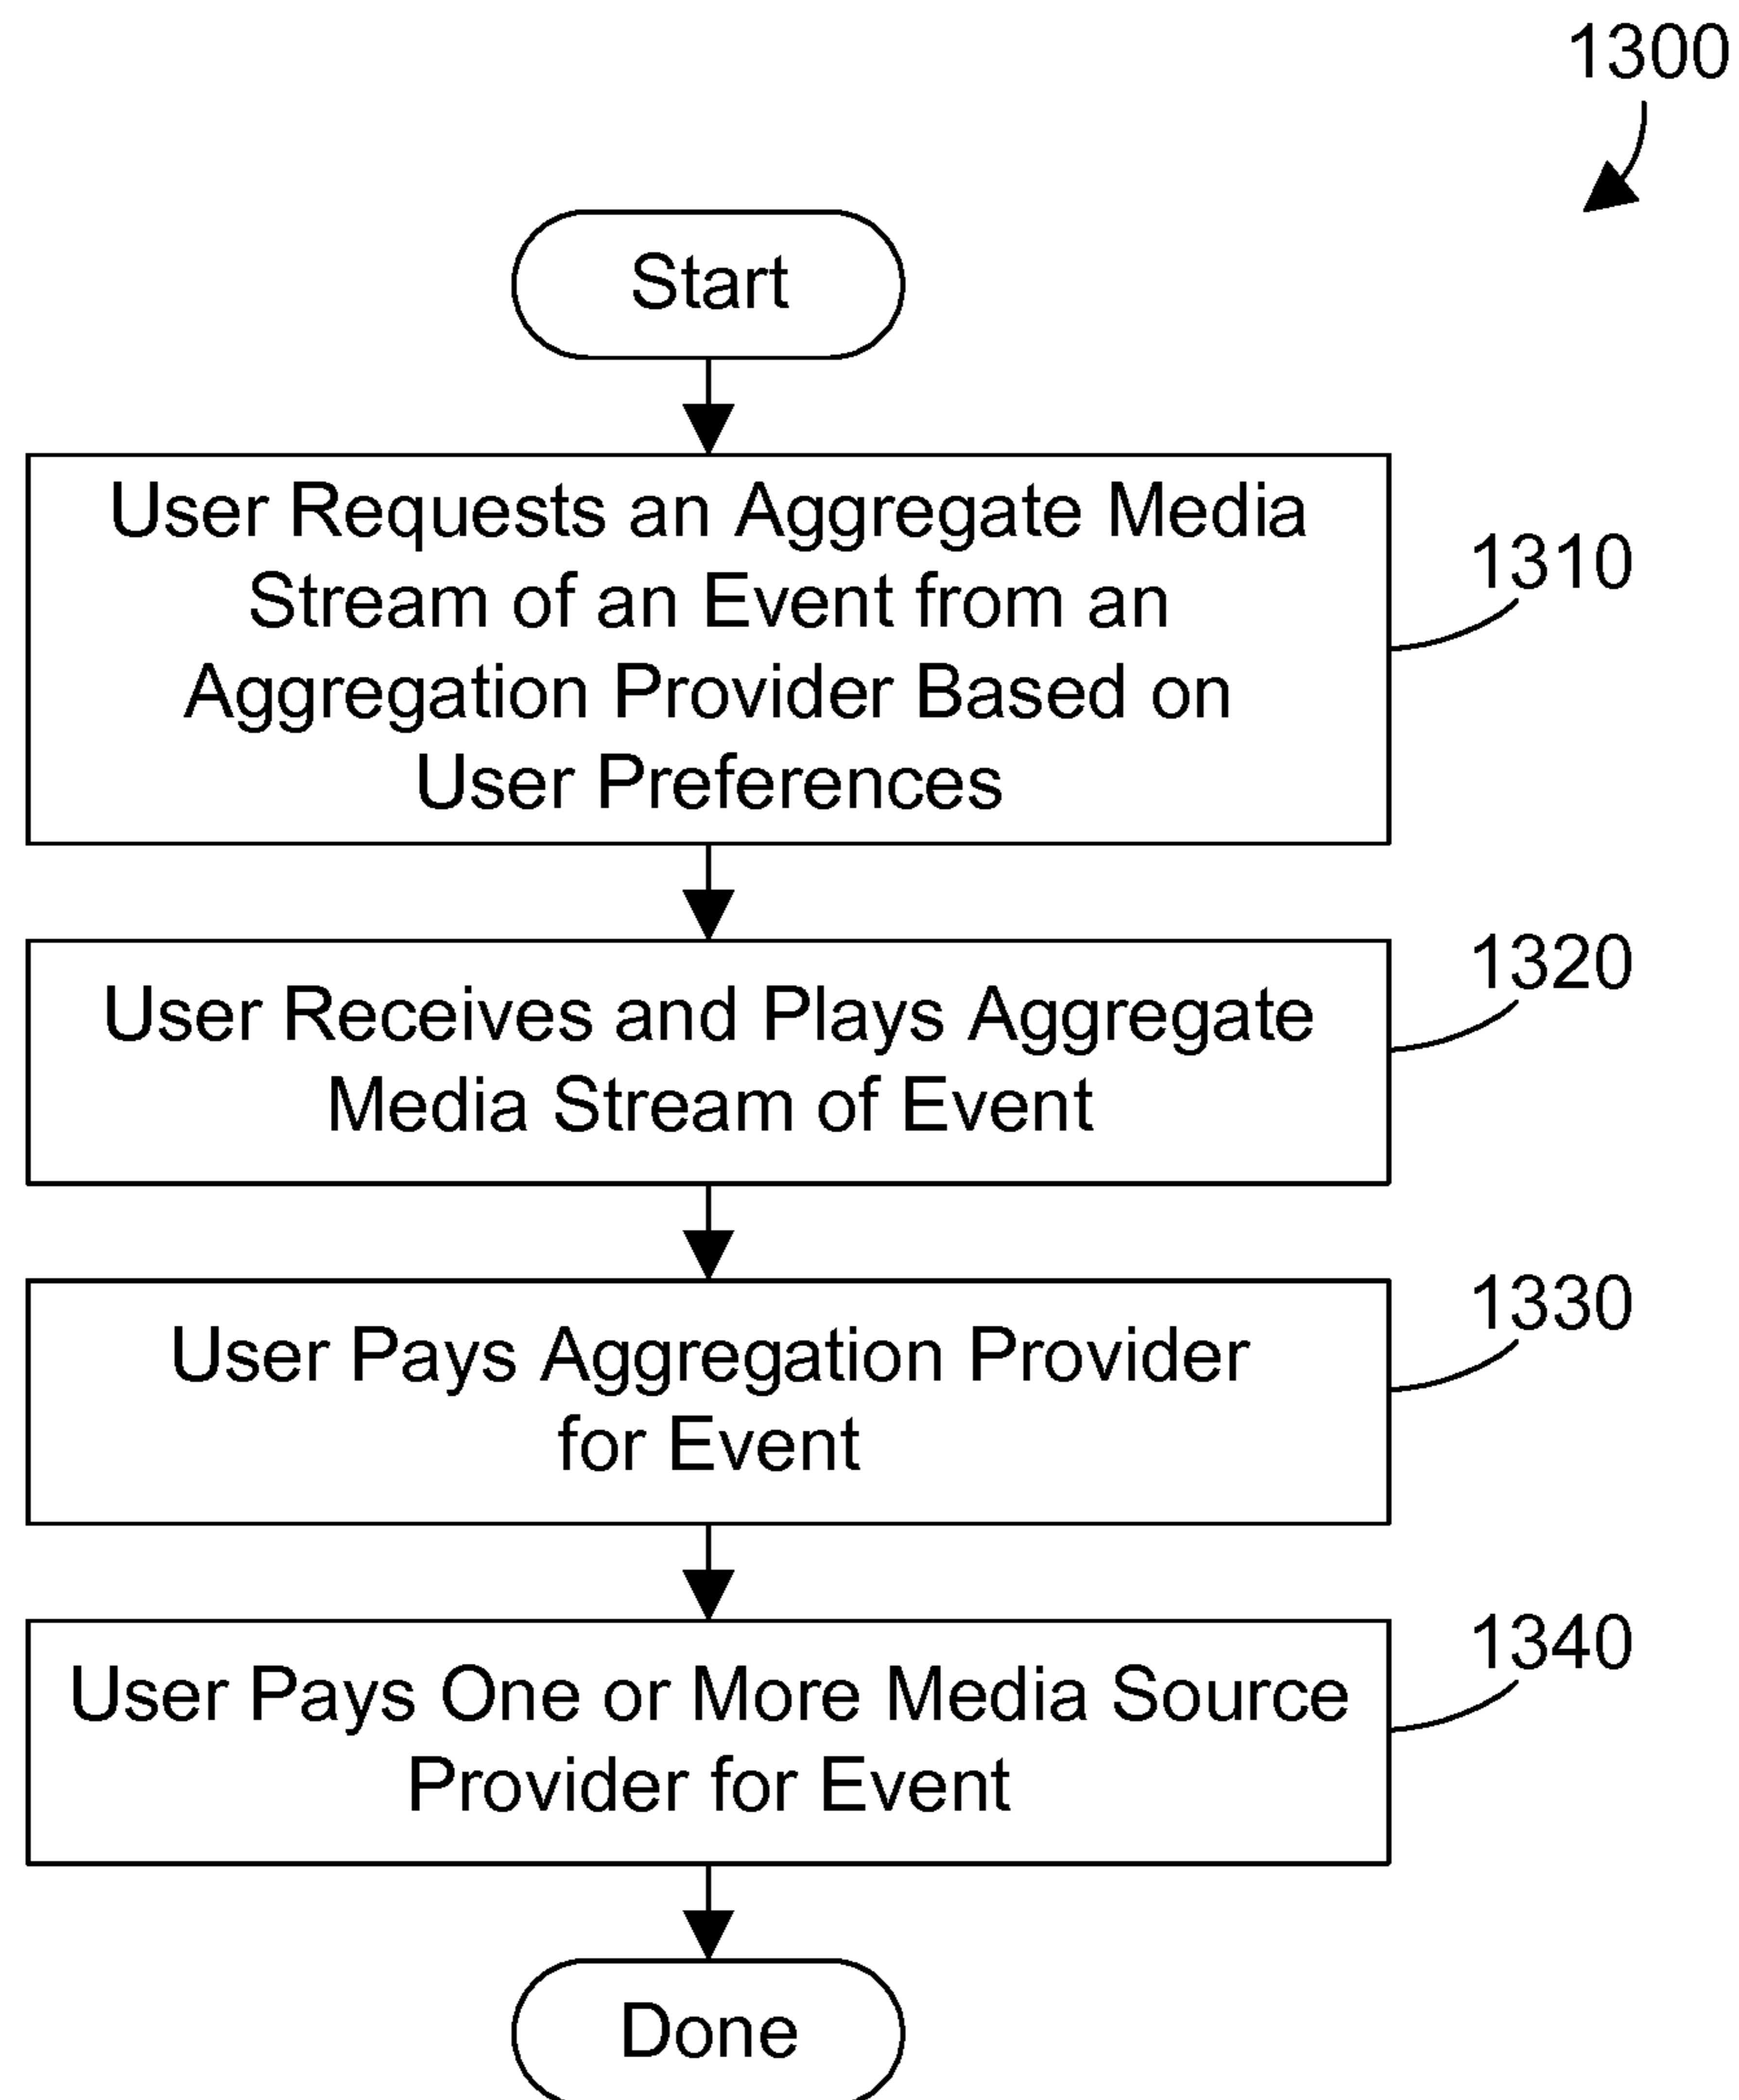 1300
Start
User Requests an Aggregate Media
Stream of an Event from an
Aggregation Provider Based on
User Preferences
1310
User Receives and Plays Aggregate
Media Stream of Event
1320
User Pays Aggregation Provider
for Event
1330
User Pays One or More Media Source
Provider for Event
1340
Done